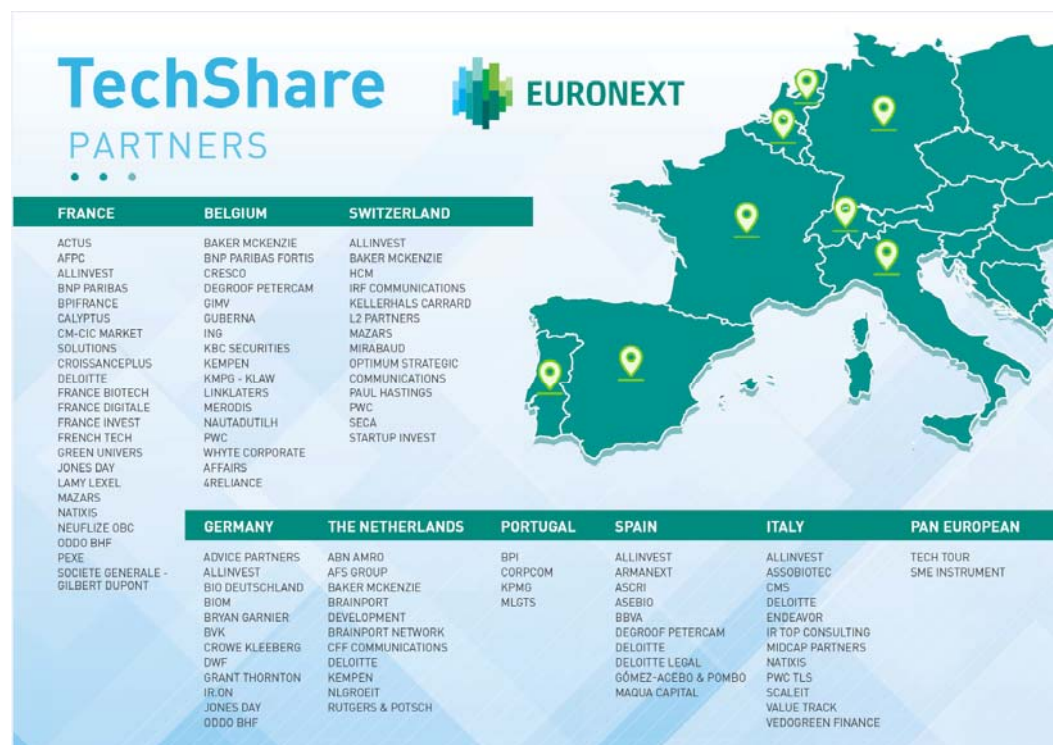 TechShare
PARTNERS
EURONEXT
FRANCE
ACTUS
AFPC
ALLINVEST
BNP PARIBAS
BPIFRANCE
CALYPTUS
CM-CIC MARKET
SOLUTIONS
CROISSANCEPLUS
DELOITTE
FRANCE BIOTECH
FRANCE DIGITALE
FRANCE INVEST
FRENCH TECH
GREEN UNIVERS
JONES DAY
LAMY LEXEL
MAZARS
NATIXIS
NEUFLIZE OBC
ODDO BHF
PEXE
SOCIETE GENERALE -
GILBERT DUPONT
BELGIUM
BAKER MCKENZIE
BNP PARIBAS FORTIS
CRESCO
DEGROOF PETERCAM
GIMV
GUBERNA
ING
KBC SECURITIES
KEMPEN
KMPG - KLAW
LINKLATERS
MERODIS
NAUTADUTILH
PWC
WHYTE CORPORATE
AFFAIRS
4RELIANCE
SWITZERLAND
ALLINVEST
BAKER MCKENZIE
HCM
IRF COMMUNICATIONS
KELLERHALS CARRARD
L2 PARTNERS
MAZARS
MIRABAUD
OPTIMUM STRATEGIC
COMMUNICATIONS
PAUL HASTINGS
PWC
SECA
STARTUP INVEST
GERMANY
ADVICE PARTNERS
ALLINVEST
BIO DEUTSCHLAND
BIOM
BRYAN GARNIER
BVK
CROWE KLEEBERG
DWF
GRANT THORNTON
IR.ON
JONES DAY
ODDO BHF
THE NETHERLANDS
ABN AMRO
AFS GROUP
BAKER MCKENZIE
BRAINPORT
DEVELOPMENT
BRAINPORT NETWORK
CFF COMMUNICATIONS
DELOITTE
KEMPEN
NLGROEIT
RUTGERS & POTSCH
PORTUGAL
BPI
CORPCOM
KPMG
MLGTS
SPAIN
ALLINVEST
ARMANEXT
ASCRI
ASEBIO
BBVA
DEGROOF PETERCAM
DELOITTE
DELOITTE LEGAL
GÓMEZ-ACEBO & POMBO
MAQUA CAPITAL
ITALY
ALLINVEST
ASSOBIOTEC
CMS
DELOITTE
ENDEAVOR
IR TOP CONSULTING
MIDCAP PARTNERS
NATIXIS
PWC TLS
SCALEIT
VALUE TRACK
VEDOGREEN FINANCE
PAN EUROPEAN
TECH TOUR
SME INSTRUMENT